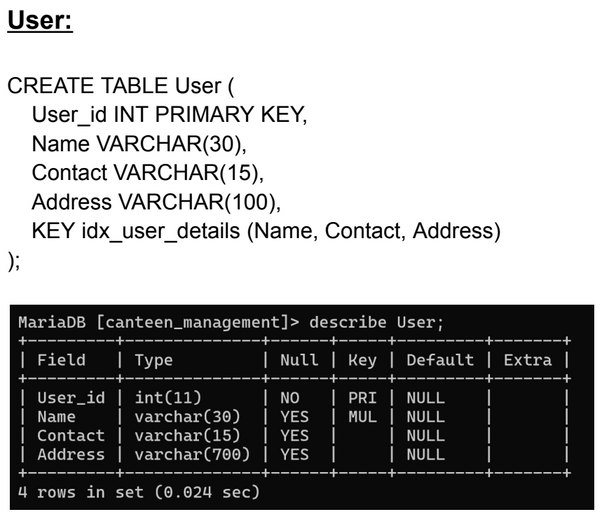 User:
CREATE TABLE User (
    User_id INT PRIMARY KEY,
    Name VARCHAR(30),
    Contact VARCHAR(15),
    Address VARCHAR(100),
    KEY idx_user_details (Name, Contact, Address)
);
MariaDB [canteen_management]> describe User;
+---------+--------------+------+-----+---------+-------+
| Field   | Type         | Null | Key | Default | Extra |
+---------+--------------+------+-----+---------+-------+
| User_id | int(11)      | NO   | PRI | NULL    |       |
| Name    | varchar(30)  | YES  | MUL | NULL    |       |
| Contact | varchar(15)  | YES  |     | NULL    |       |
| Address | varchar(700) | YES  |     | NULL    |       |
+---------+--------------+------+-----+---------+-------+
4 rows in set (0.024 sec)